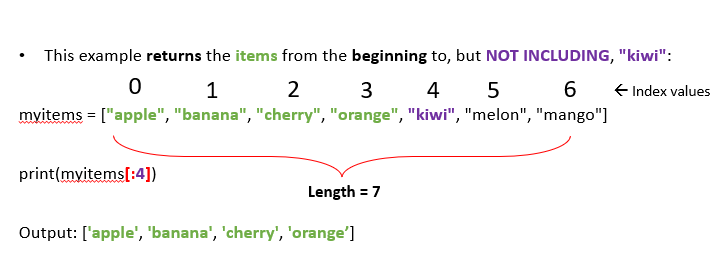 • This example returns the items from the beginning to, but NOT INCLUDING, "kiwi":
0 1 2 3 4 5 6 ← Index values
myitems = ["apple", "banana", "cherry", "orange", "kiwi", "melon", "mango"]
print(myitems[:4])
Length = 7
Output: ['apple', 'banana', 'cherry', 'orange’]